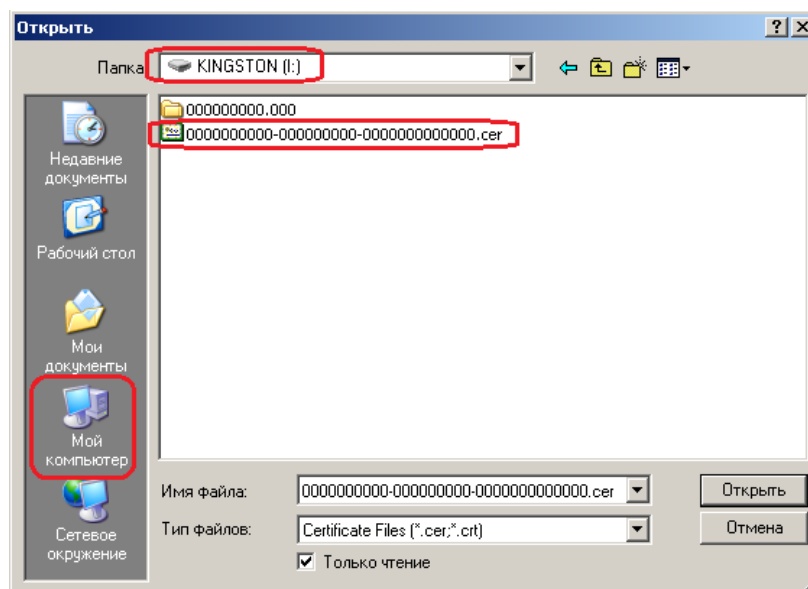 Открыть
Папка
KINGSTON (I:)
000000000.000
0000000000-000000000-0000000000000.cer
Недавние
документы
Рабочий стол
Мои
документы
Мой
компьютер
Сетевое
окружение
Имя файла:
0000000000-000000000-0000000000000.cer
Открыть
Тип файлов:
Certificate Files (*.cer;*.crt)
Отмена
Только чтение